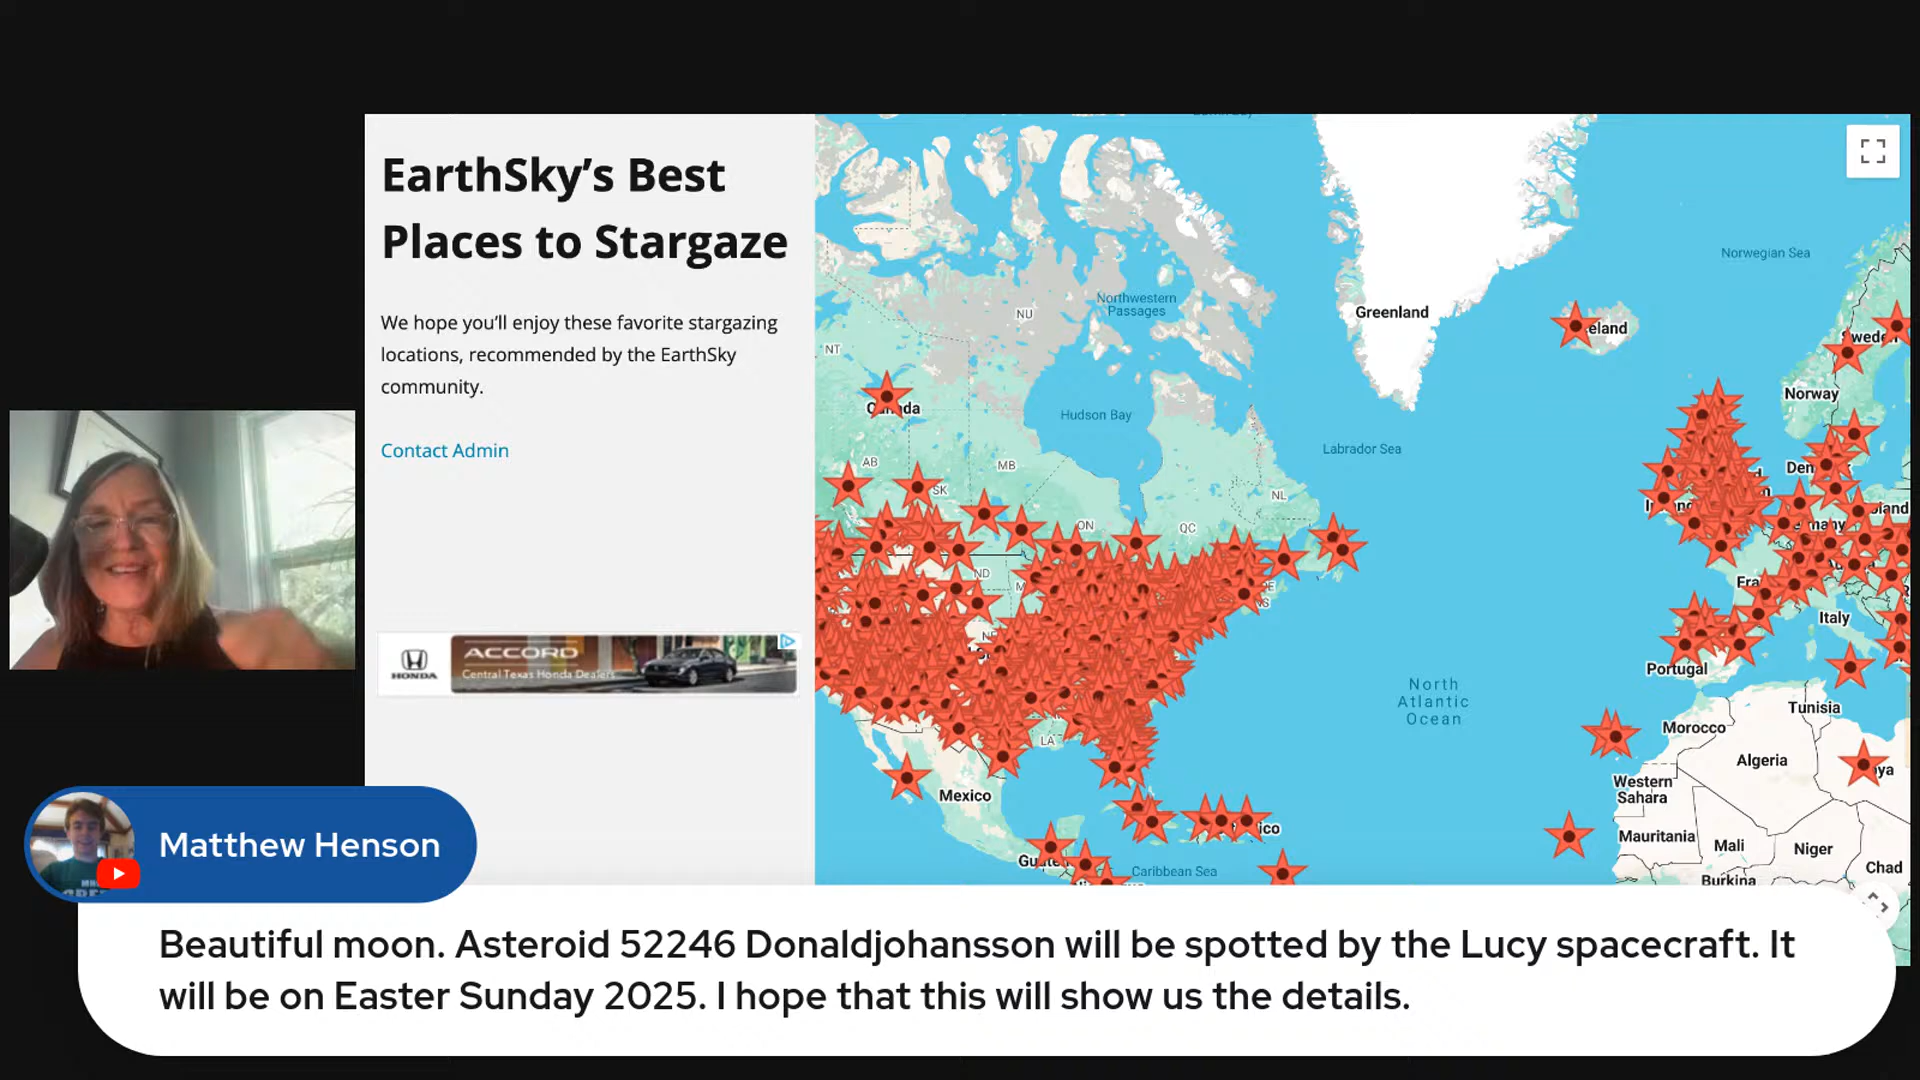 EarthSky's Best
Places to Stargaze
We hope you'll enjoy these favorite stargazing
locations, recommended by the EarthSky
community.
Contact Admin
HONDA
ACCORD
Central Texas Honda Dealers
Norwegian Sea
Northwestern
Passages
NU
Greenland
NT
Norway
Hudson Bay
Labrador Sea
AB
MB
SK
NL
ON
QC
ND
Italy
Portugal
North
Atlantic
Ocean
Tunisia
Morocco
LA
Algeria
Western
Sahara
Mexico
Mauritania
Mali
Niger
Chad
Caribbean Sea
Burkina
Matthew Henson
Beautiful moon. Asteroid 52246 Donaldjohansson will be spotted by the Lucy spacecraft. It
will be on Easter Sunday 2025. I hope that this will show us the details.